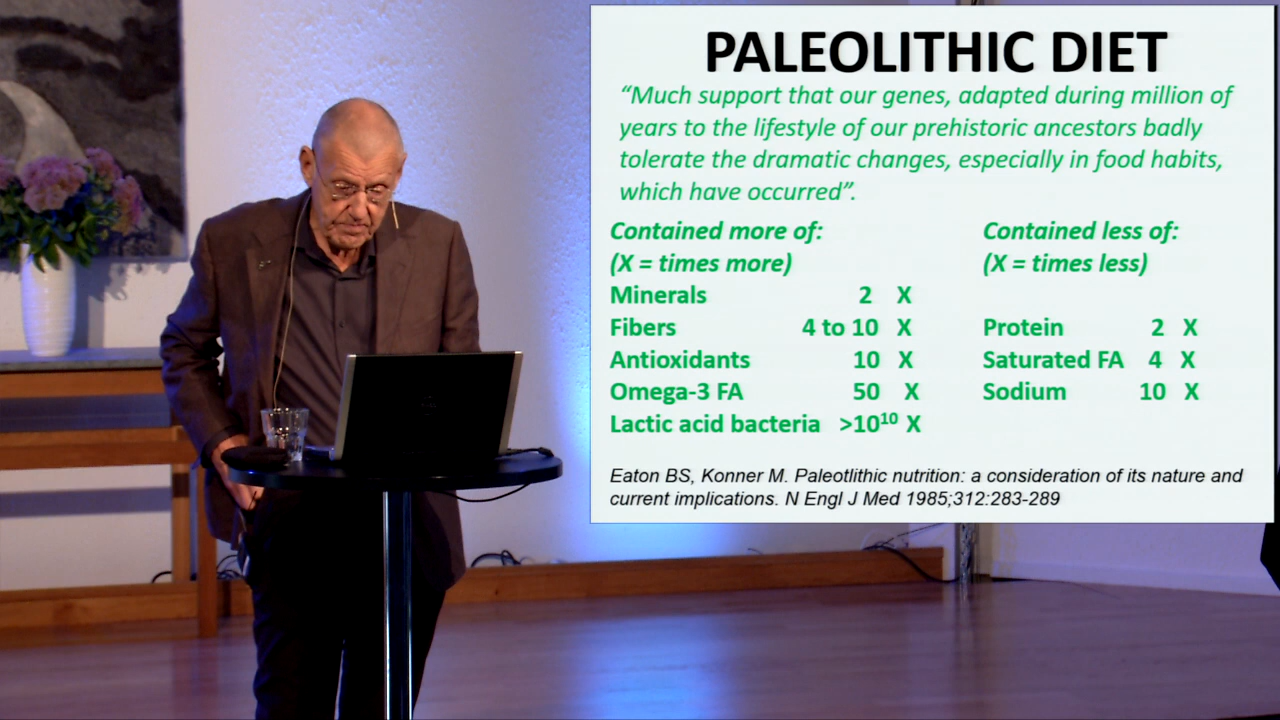 PALEOLITHIC DIET
“Much support that our genes, adapted during million of
years to the lifestyle of our prehistoric ancestors badly
tolerate the dramatic changes, especially in food habits,
which have occurred”.
Contained more of:
(X = times more)
Minerals 2 X
Fibers 4 to 10 X
Antioxidants 10 X
Omega-3 FA 50 X
Lactic acid bacteria >10¹⁰ X
Contained less of:
(X = times less)
Protein 2 X
Saturated FA 4 X
Sodium 10 X
Eaton BS, Konner M. Paleotlithic nutrition: a consideration of its nature and
current implications. N Engl J Med 1985;312:283-289